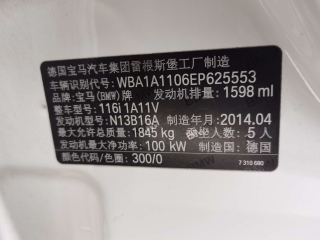 德国宝马汽车集团雷根斯堡工厂制造
车辆识别代号: WBA1A1106EP625553
品牌: 宝马(BMW)牌 发动机排量: 1598 ml
型号: 116i 1A11V
发动机型号: N13B16A 制造年月: 2014.04
最大允许总质量: 1845 kg 乘坐人数: 5 人
发动机最大净功率: 100 kW 制造国: 德国
颜色代号/色圈: 300/0 7 310 680